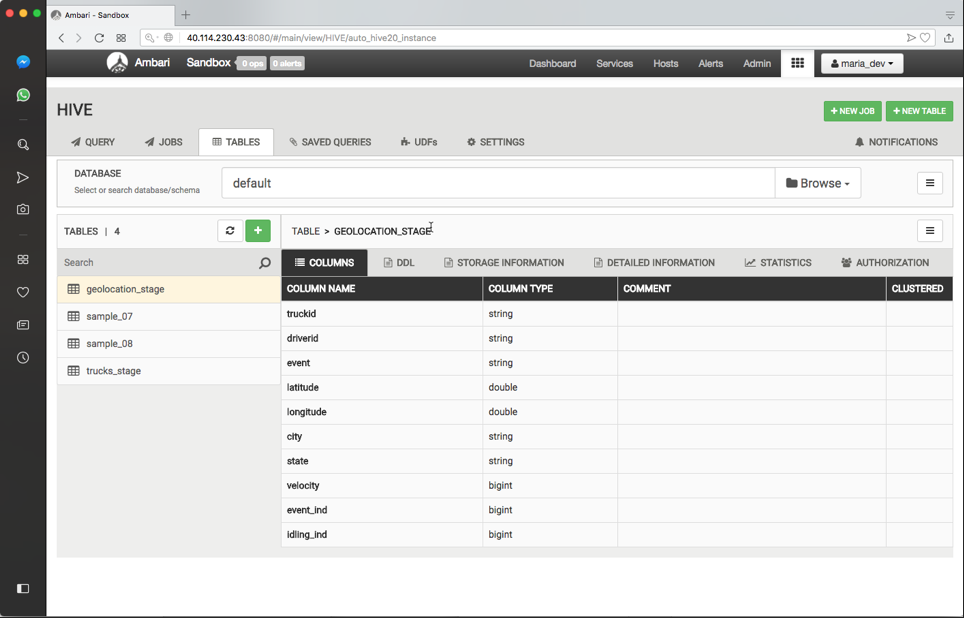 Ambari - Sandbox
40.114.230.43:8080/#/main/view/HIVE/auto_hive20_instance
Ambari Sandbox 0 ops 0 alerts Dashboard Services Hosts Alerts Admin maria_dev
HIVE
+ NEW JOB + NEW TABLE
QUERY JOBS TABLES SAVED QUERIES UDFs SETTINGS NOTIFICATIONS
DATABASE
Select or search database/schema
default
Browse
TABLES | 4
TABLE > GEOLOCATION_STAGE
Search
COLUMNS DDL STORAGE INFORMATION DETAILED INFORMATION STATISTICS AUTHORIZATION
geolocation_stage
sample_07
sample_08
trucks_stage
COLUMN NAME COLUMN TYPE COMMENT CLUSTERED
truckid string
driverid string
event string
latitude double
longitude double
city string
state string
velocity bigint
event_ind bigint
idling_ind bigint